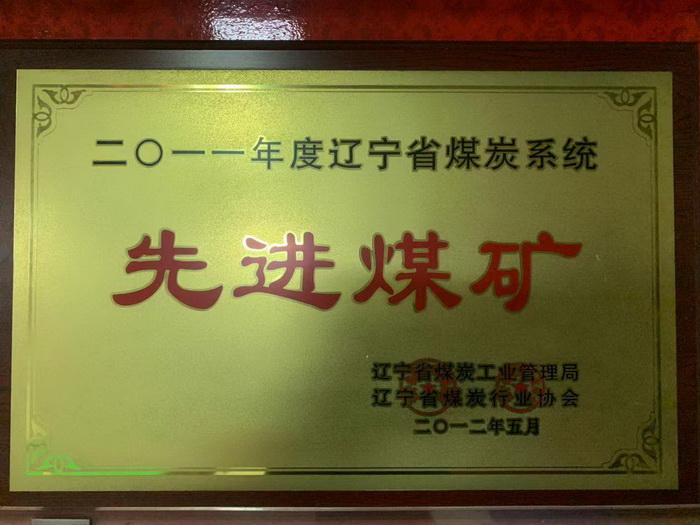 二〇一一年度辽宁省煤炭系统
先进煤矿
辽宁省煤炭工业管理局
辽宁省煤炭行业协会
二〇一二年五月